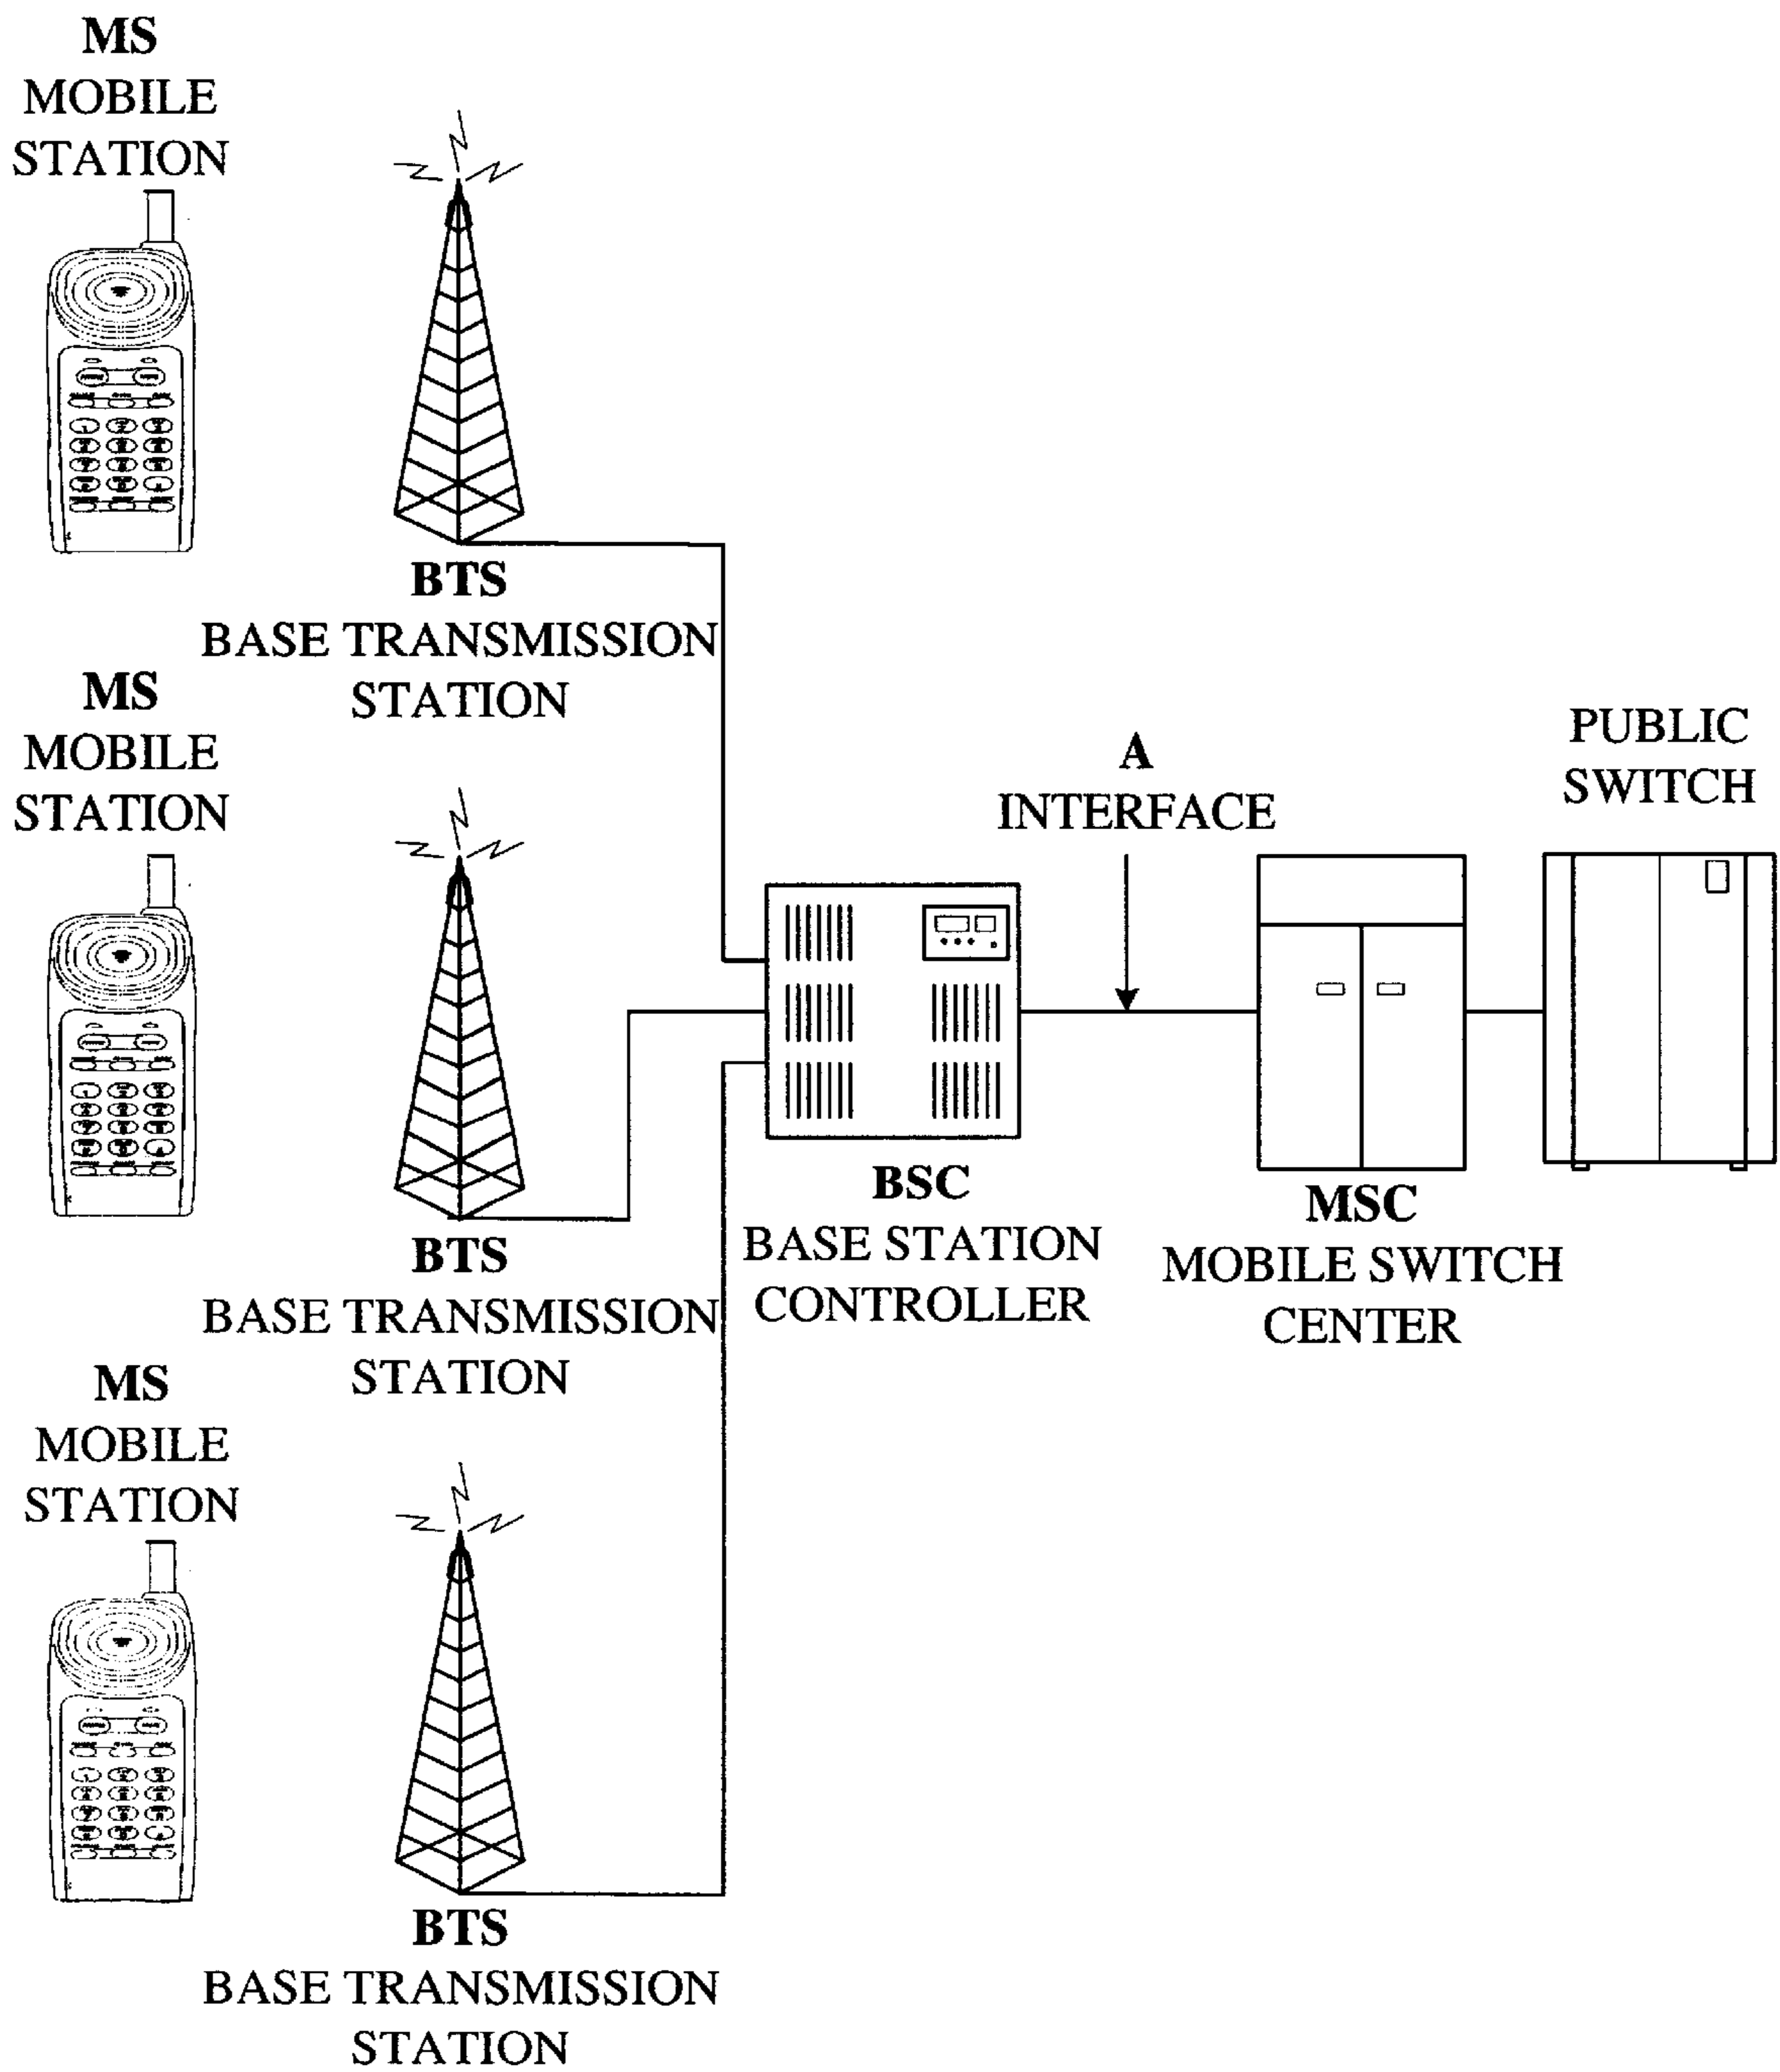 MS
MOBILE
STATION
BTS
BASE TRANSMISSION
STATION
MS
MOBILE
STATION
BTS
BASE TRANSMISSION
STATION
MS
MOBILE
STATION
BTS
BASE TRANSMISSION
STATION
BSC
BASE STATION
CONTROLLER
A
INTERFACE
MSC
MOBILE SWITCH
CENTER
PUBLIC
SWITCH